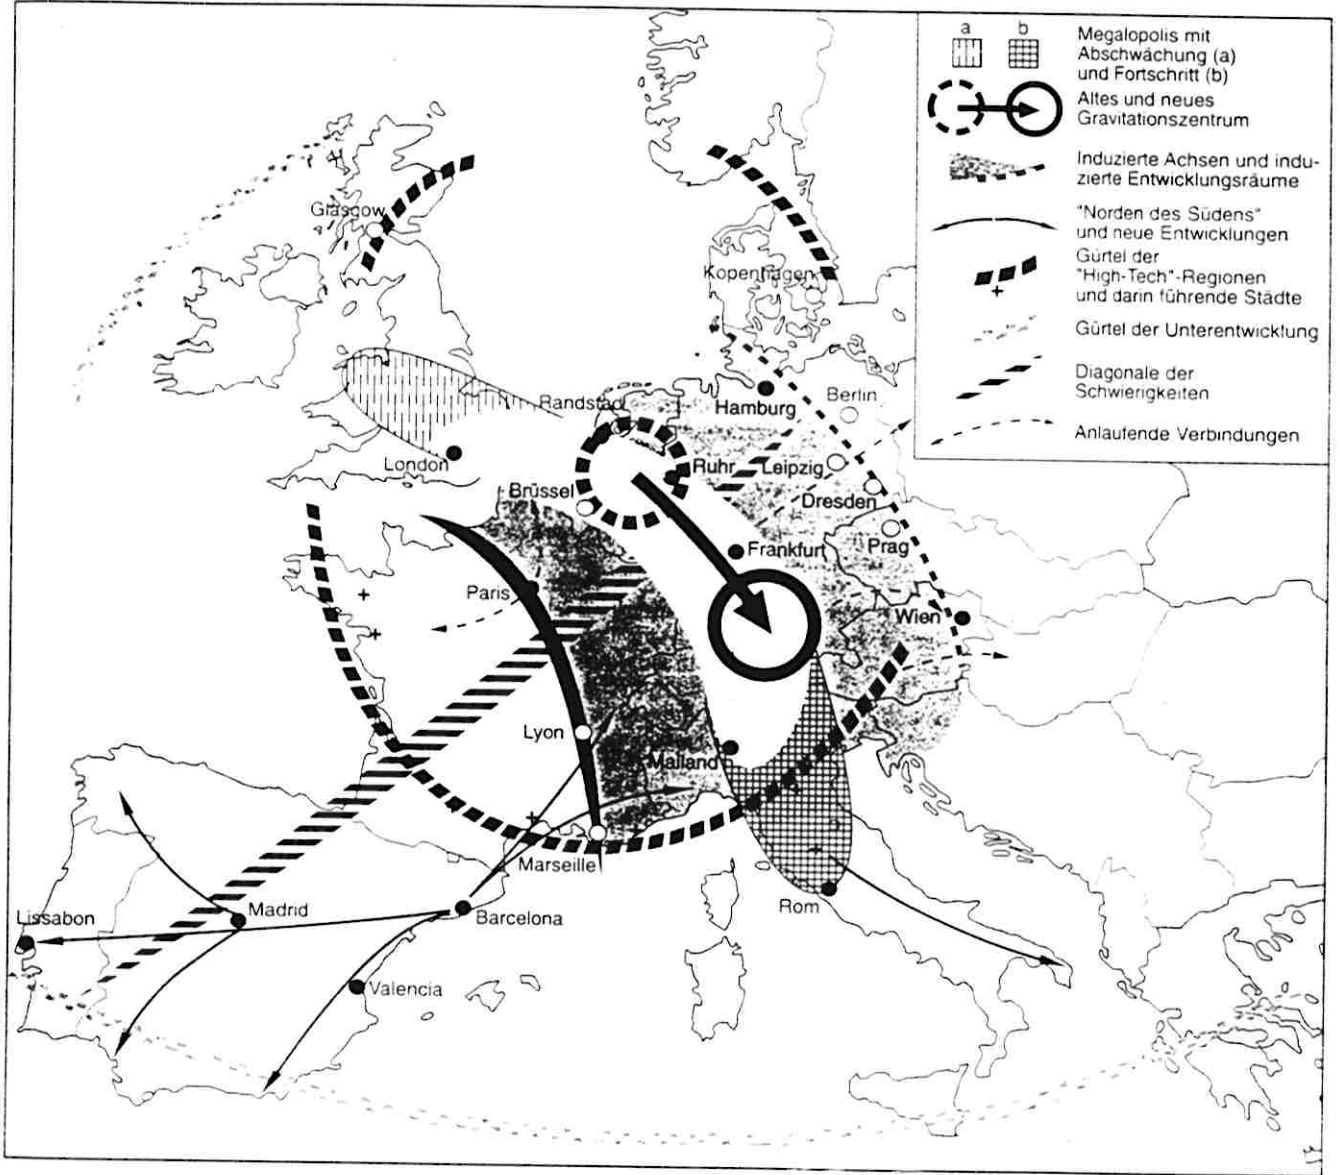 a b
Megalopolis mit
Abschwächung (a)
und Fortschritt (b)
Altes und neues
Gravitationszentrum
Induzierte Achsen und indu-
zierte Entwicklungsräume
"Norden des Südens"
und neue Entwicklungen
Gürtel der
"High-Tech"-Regionen
und darin führende Städte
Gürtel der Unterentwicklung
Diagonale der
Schwierigkeiten
Anlaufende Verbindungen
Glasgow
Kopenhagen
Randstad
Hamburg
Berlin
London
Ruhr
Leipzig
Brüssel
Dresden
Frankfurt
Prag
Paris
Wien
Lyon
Mailand
Marseille
Rom
Madrid
Barcelona
Lissabon
Valencia